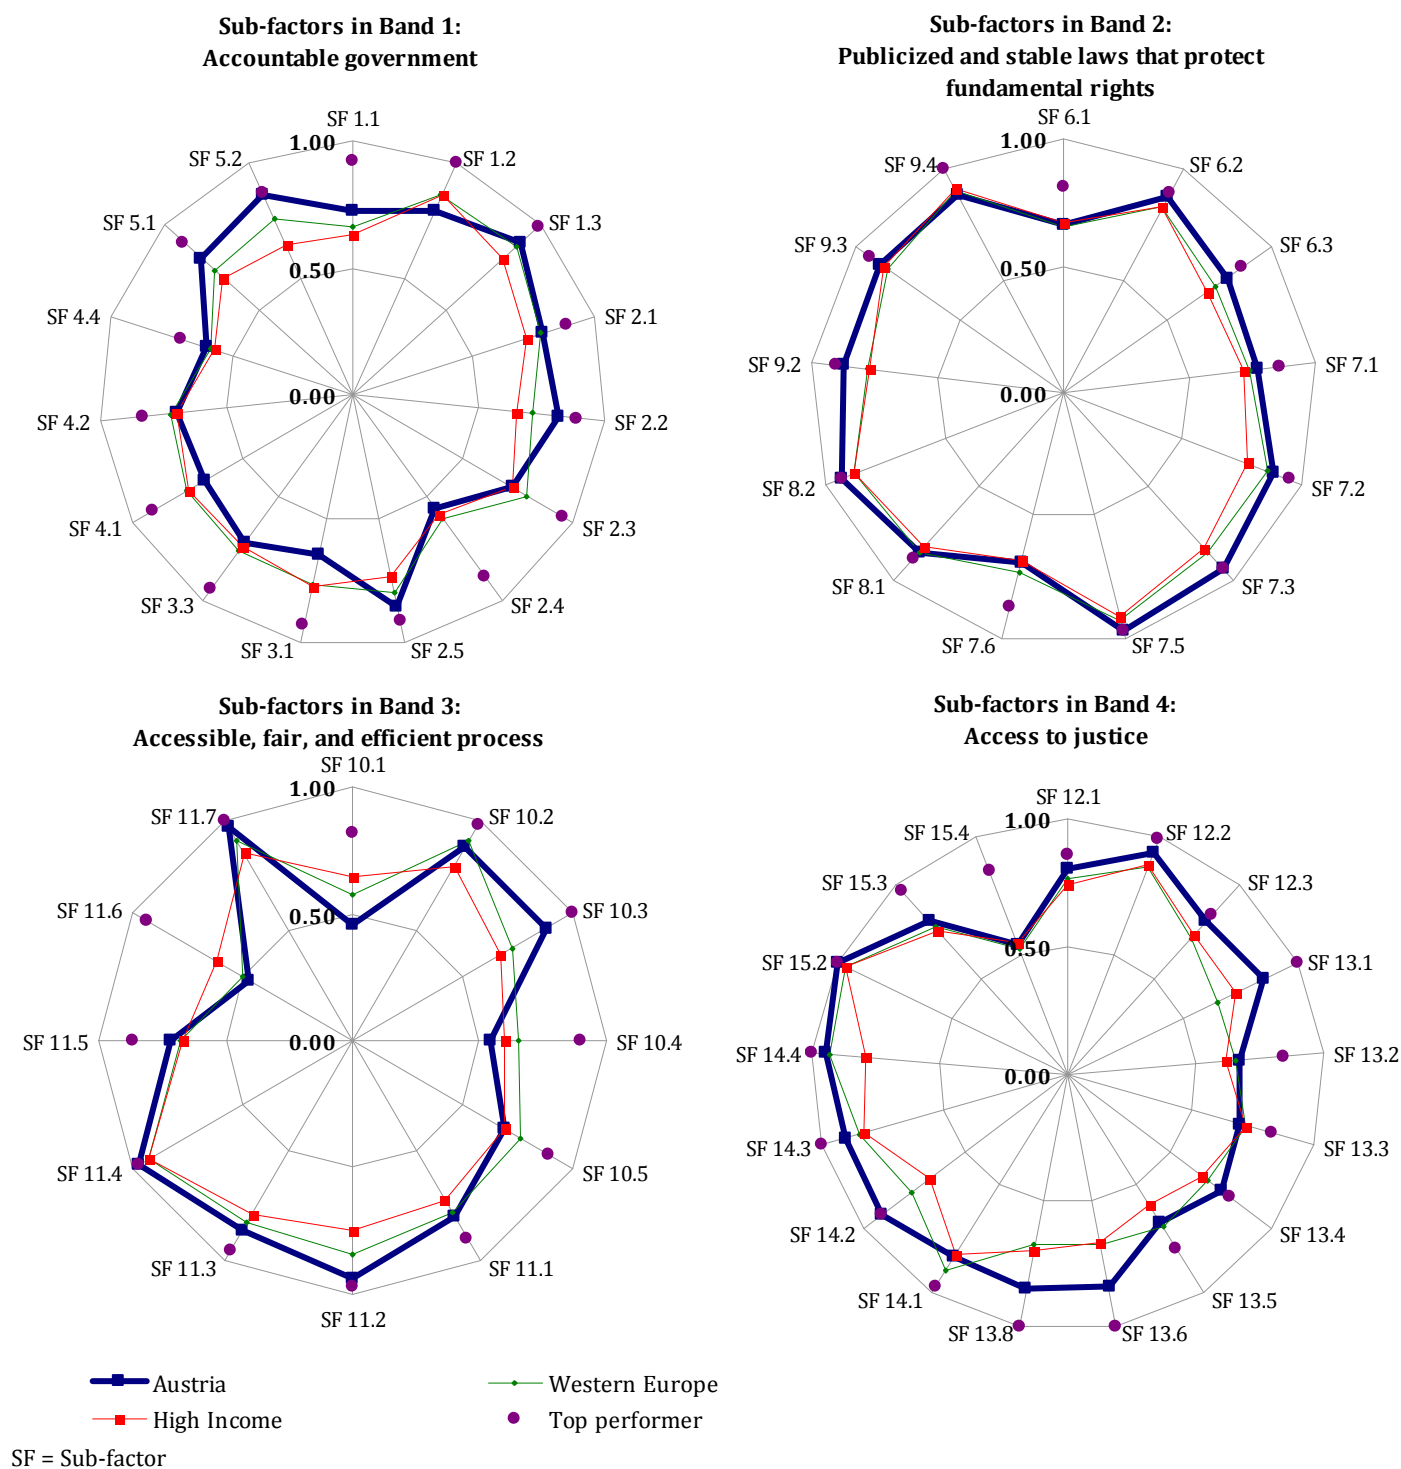 Sub-factors in Band 1:
Accountable government
SF 1.1
1.00
SF 1.2
SF 1.3
SF 2.1
SF 2.2
SF 2.3
SF 2.4
SF 2.5
SF 3.1
SF 3.3
SF 4.1
SF 4.2
SF 4.4
SF 5.1
SF 5.2
0.50
0.00
Sub-factors in Band 2:
Publicized and stable laws that protect
fundamental rights
SF 6.1
1.00
SF 6.2
SF 6.3
SF 7.1
SF 7.2
SF 7.3
SF 7.5
SF 7.6
SF 8.1
SF 8.2
SF 9.2
SF 9.3
SF 9.4
0.50
0.00
Sub-factors in Band 3:
Accessible, fair, and efficient process
SF 10.1
1.00
SF 10.2
SF 10.3
SF 10.4
SF 10.5
SF 11.1
SF 11.2
SF 11.3
SF 11.4
SF 11.5
SF 11.6
SF 11.7
0.50
0.00
Sub-factors in Band 4:
Access to justice
SF 12.1
1.00
SF 12.2
SF 12.3
SF 13.1
SF 13.2
SF 13.3
SF 13.4
SF 13.5
SF 13.6
SF 13.8
SF 14.1
SF 14.2
SF 14.3
SF 14.4
SF 15.2
SF 15.3
SF 15.4
0.50
0.00
Austria
Western Europe
High Income
Top performer
SF = Sub-factor